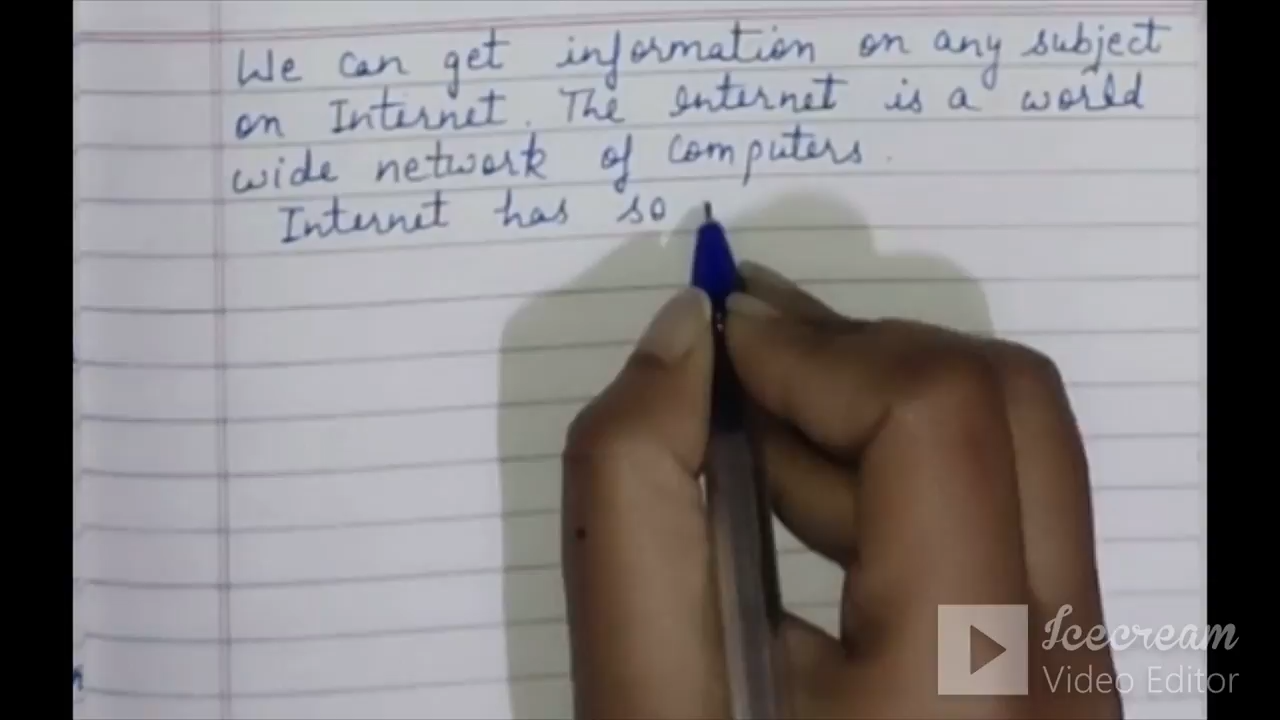 We can get information on any subject
on Internet. The Internet is a world
wide network of computers.
Internet has so
Icecream
Video Editor